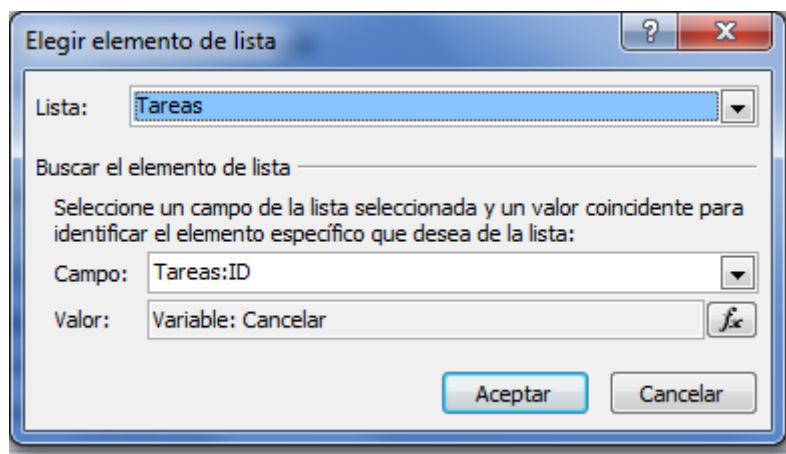 Elegir elemento de lista
Lista: Tareas
Buscar el elemento de lista
Seleccione un campo de la lista seleccionada y un valor coincidente para
identificar el elemento específico que desea de la lista:
Campo: Tareas:ID
Valor: Variable: Cancelar fx
Aceptar Cancelar